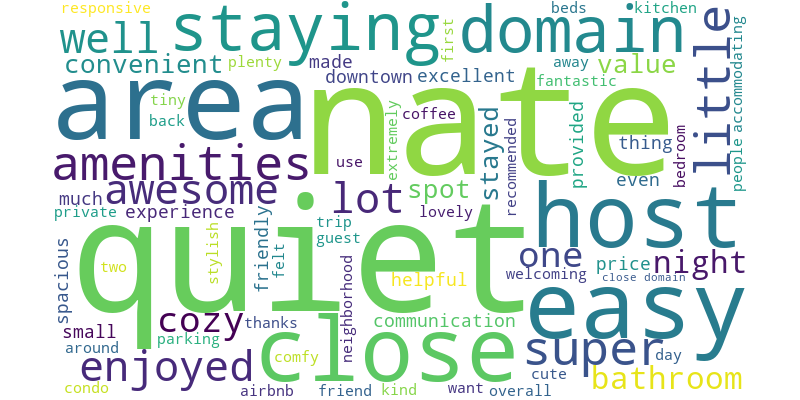 responsive
staying
domain
beds
kitchen
well
first
little
accommodating
convenient
plenty
made
downtown
excellent
away
value
fantastic
area
nate
tiny
back
extremely
coffee
stayed
recommended
provided
thing
bedroom
people
amenities
use
awesome
lot
spot
even
much
private
experience
lovely
host
quiet
trip
guest
friendly
felt
stylish
spacious
two
neighborhood
helpful
one
welcoming
price
night
close domain
easy
small
cozy
thanks
communication
around
parking
close
super
day
enjoyed
comfy
cute
bathroom
condo
airbnb
friend
kind
want
overall